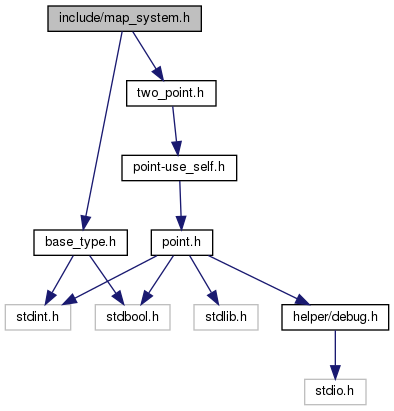 include/map_system.h
two_point.h
point-use_self.h
base_type.h
point.h
stdint.h
stdbool.h
stdlib.h
helper/debug.h
stdio.h